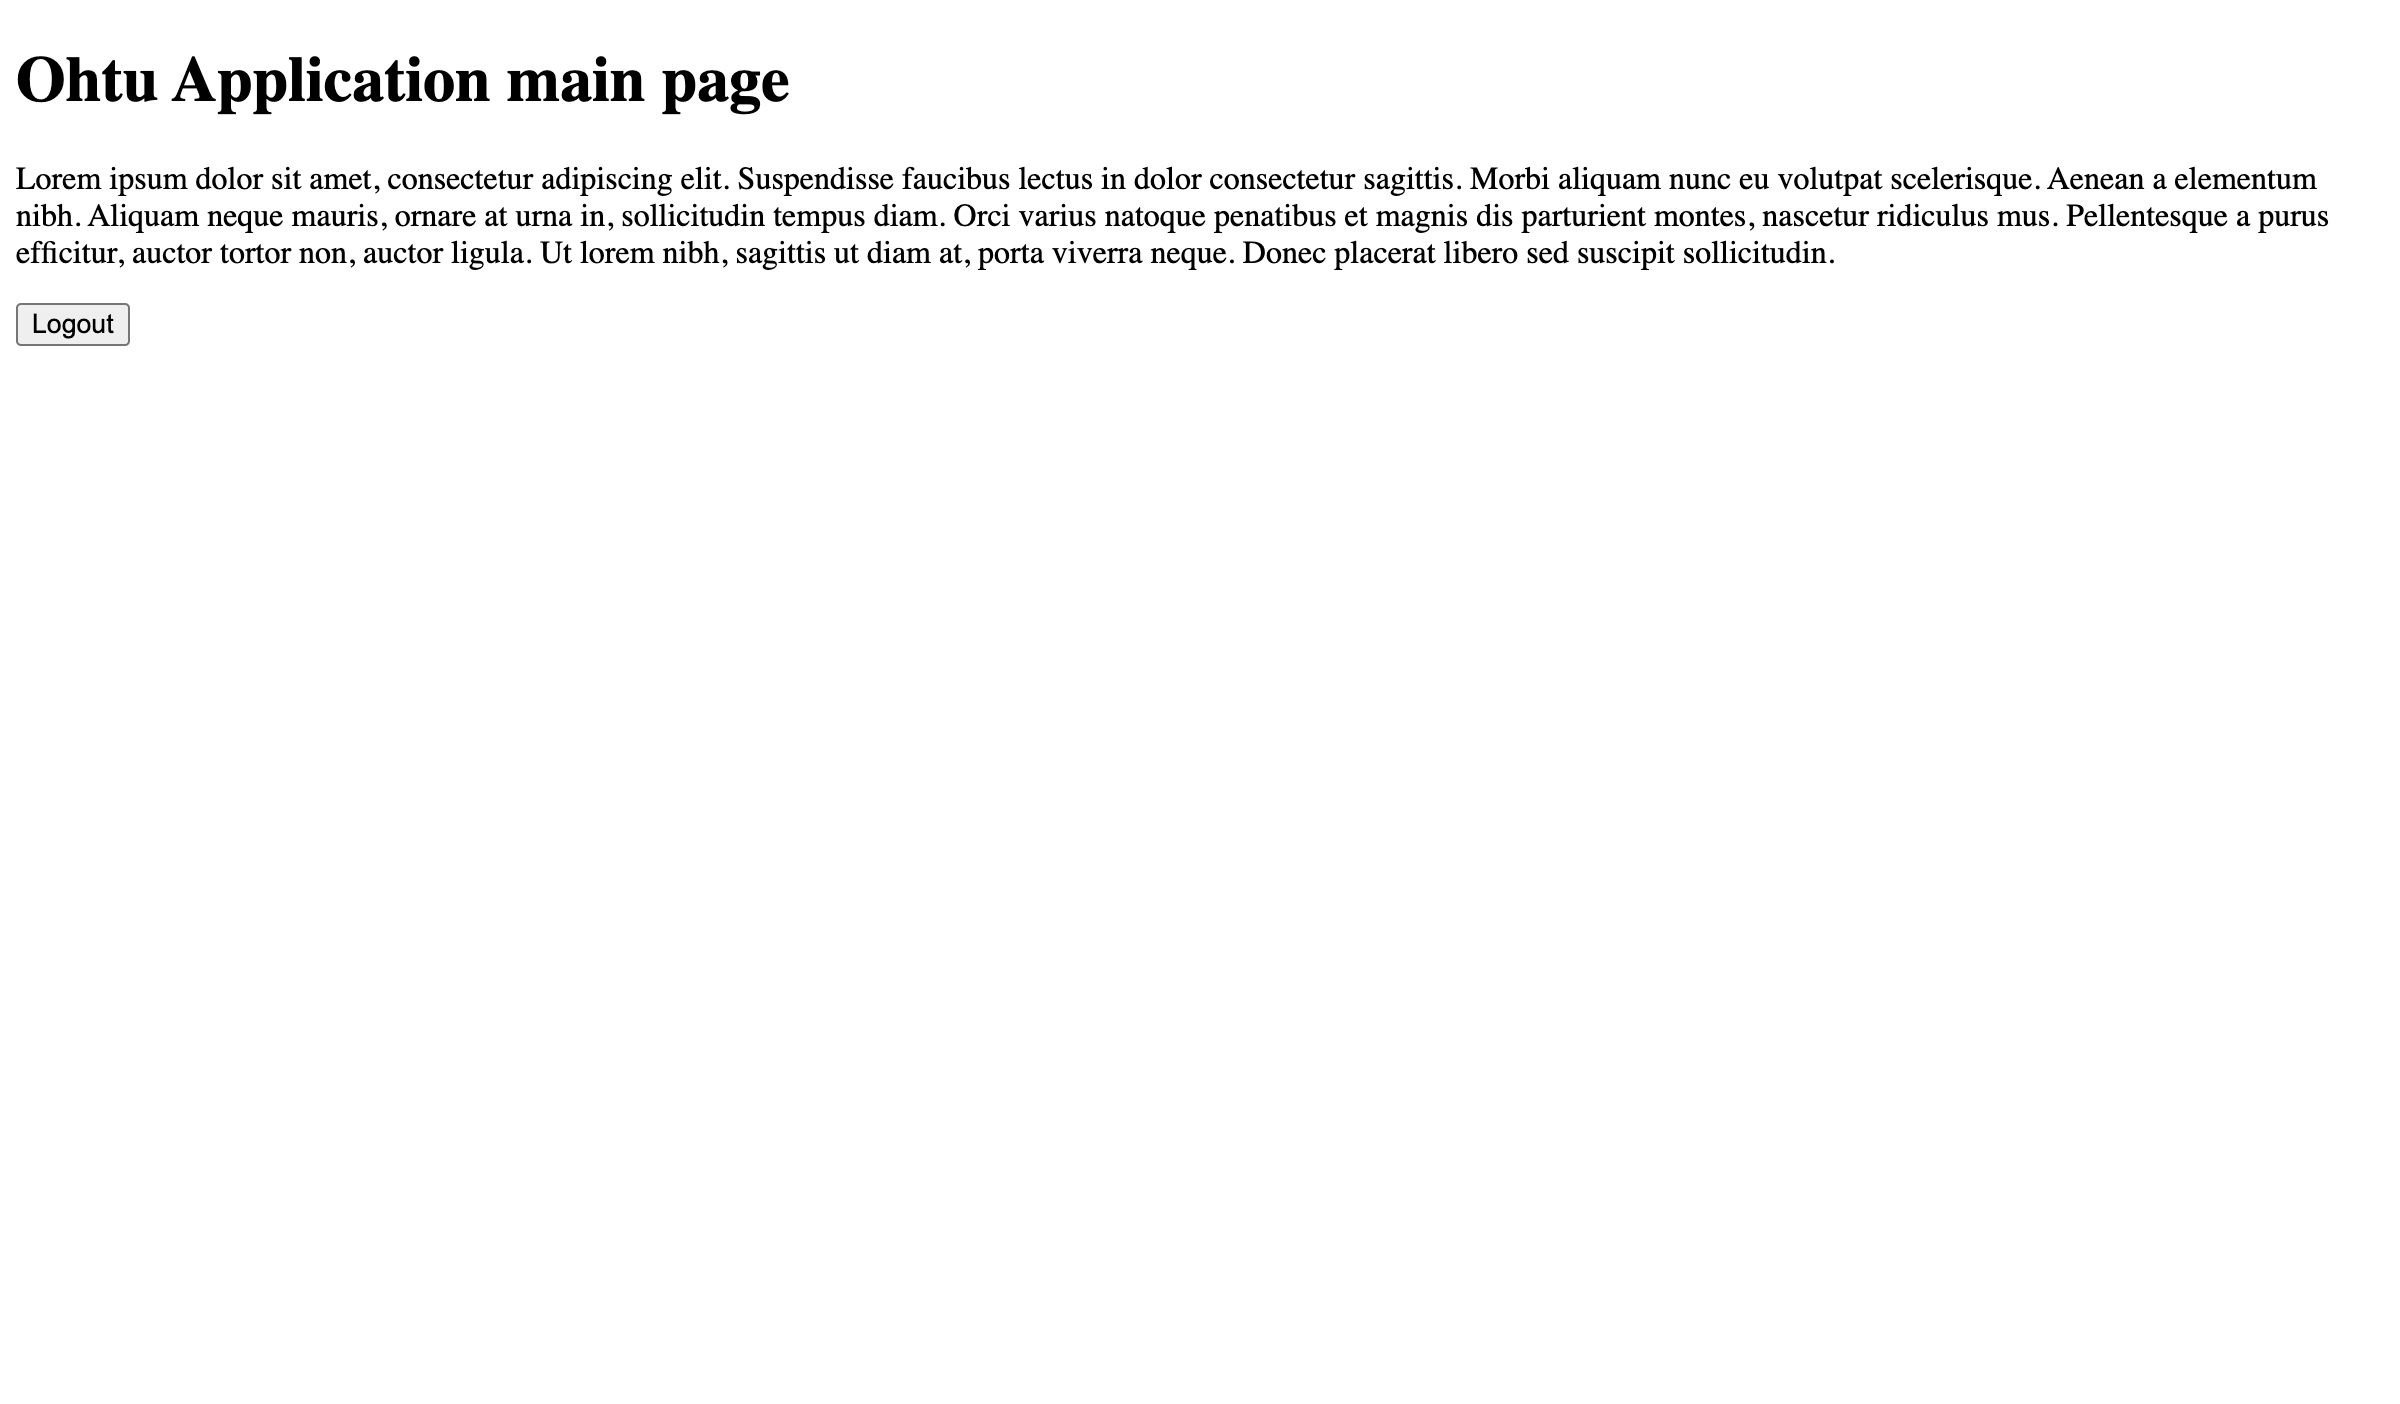 Ohtu Application main page
Lorem ipsum dolor sit amet, consectetur adipiscing elit. Suspendisse faucibus lectus in dolor consectetur sagittis. Morbi aliquam nunc eu volutpat scelerisque. Aenean a elementum
nibh. Aliquam neque mauris, ornare at urna in, sollicitudin tempus diam. Orci varius natoque penatibus et magnis dis parturient montes, nascetur ridiculus mus. Pellentesque a purus
efficitur, auctor tortor non, auctor ligula. Ut lorem nibh, sagittis ut diam at, porta viverra neque. Donec placerat libero sed suscipit sollicitudin.
Logout